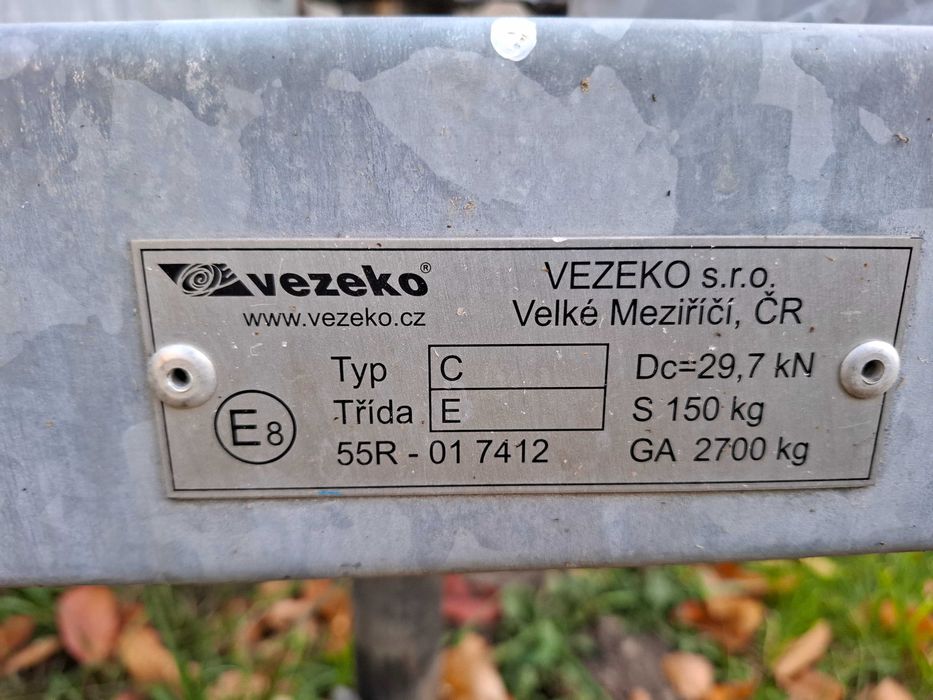 vezeko®
www.vezeko.cz
VEZEKO s.r.o.
Velké Meziříčí, ČR
Typ C
Třída E
55R - 01 7412
E8
Dc=29,7 kN
S 150 kg
GA 2700 kg